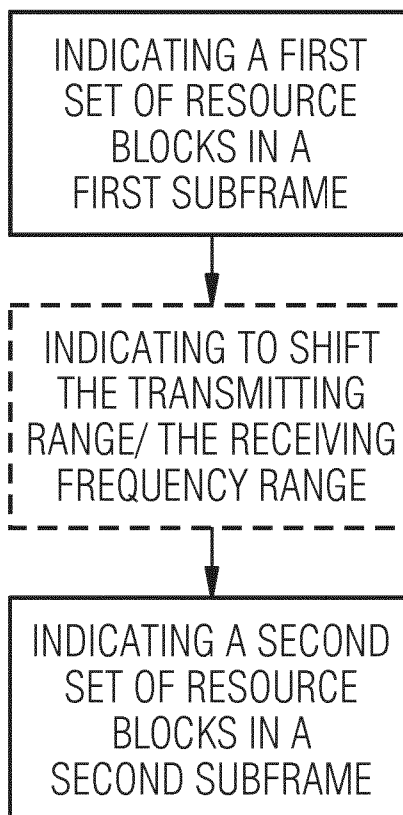 INDICATING A FIRST
SET OF RESOURCE
BLOCKS IN A
FIRST SUBFRAME
INDICATING TO SHIFT
THE TRANSMITTING
RANGE/ THE RECEIVING
FREQUENCY RANGE
INDICATING A SECOND
SET OF RESOURCE
BLOCKS IN A
SECOND SUBFRAME